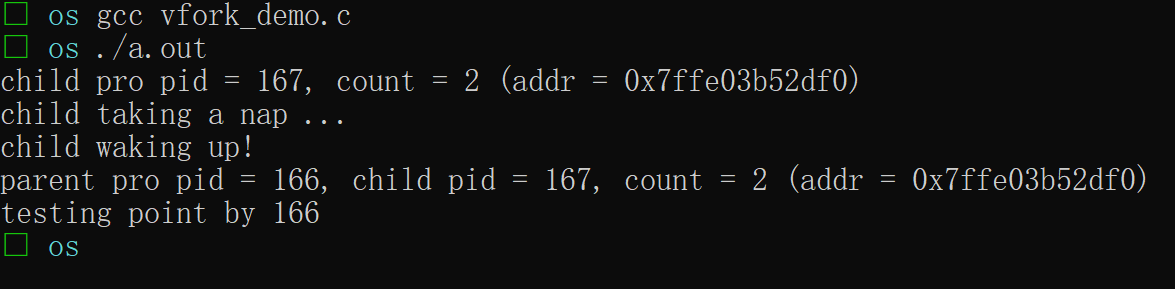 os gcc vfork_demo.c
os ./a.out
child pro pid = 167, count = 2 (addr = 0x7ffe03b52df0)
child taking a nap ...
child waking up!
parent pro pid = 166, child pid = 167, count = 2 (addr = 0x7ffe03b52df0)
testing point by 166
os